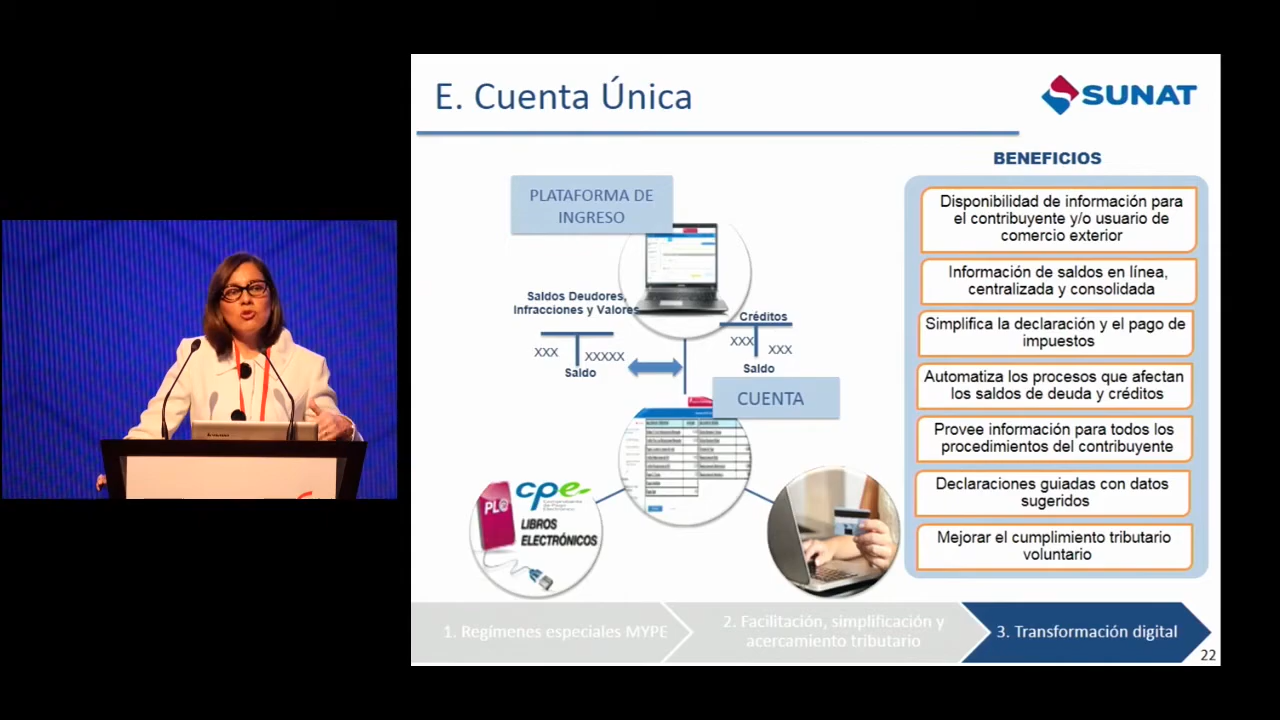 E. Cuenta Única
SUNAT
BENEFICIOS
PLATAFORMA DE
INGRESO
Saldos Deudores,
Infracciones y Valores
XXX
XXXXX
Saldo
Créditos
XXX
XXX
Saldo
CUENTA
cpe
PLE
LIBROS
ELECTRÓNICOS
Disponibilidad de información para
el contribuyente y/o usuario de
comercio exterior
Información de saldos en línea,
centralizada y consolidada
Simplifica la declaración y el pago de
impuestos
Automatiza los procesos que afectan
los saldos de deuda y créditos
Provee información para todos los
procedimientos del contribuyente
Declaraciones guiadas con datos
sugeridos
Mejorar el cumplimiento tributario
voluntario
1. Regímenes especiales MYPE
2. Facilitación, simplificación y
acercamiento tributario
3. Transformación digital
22